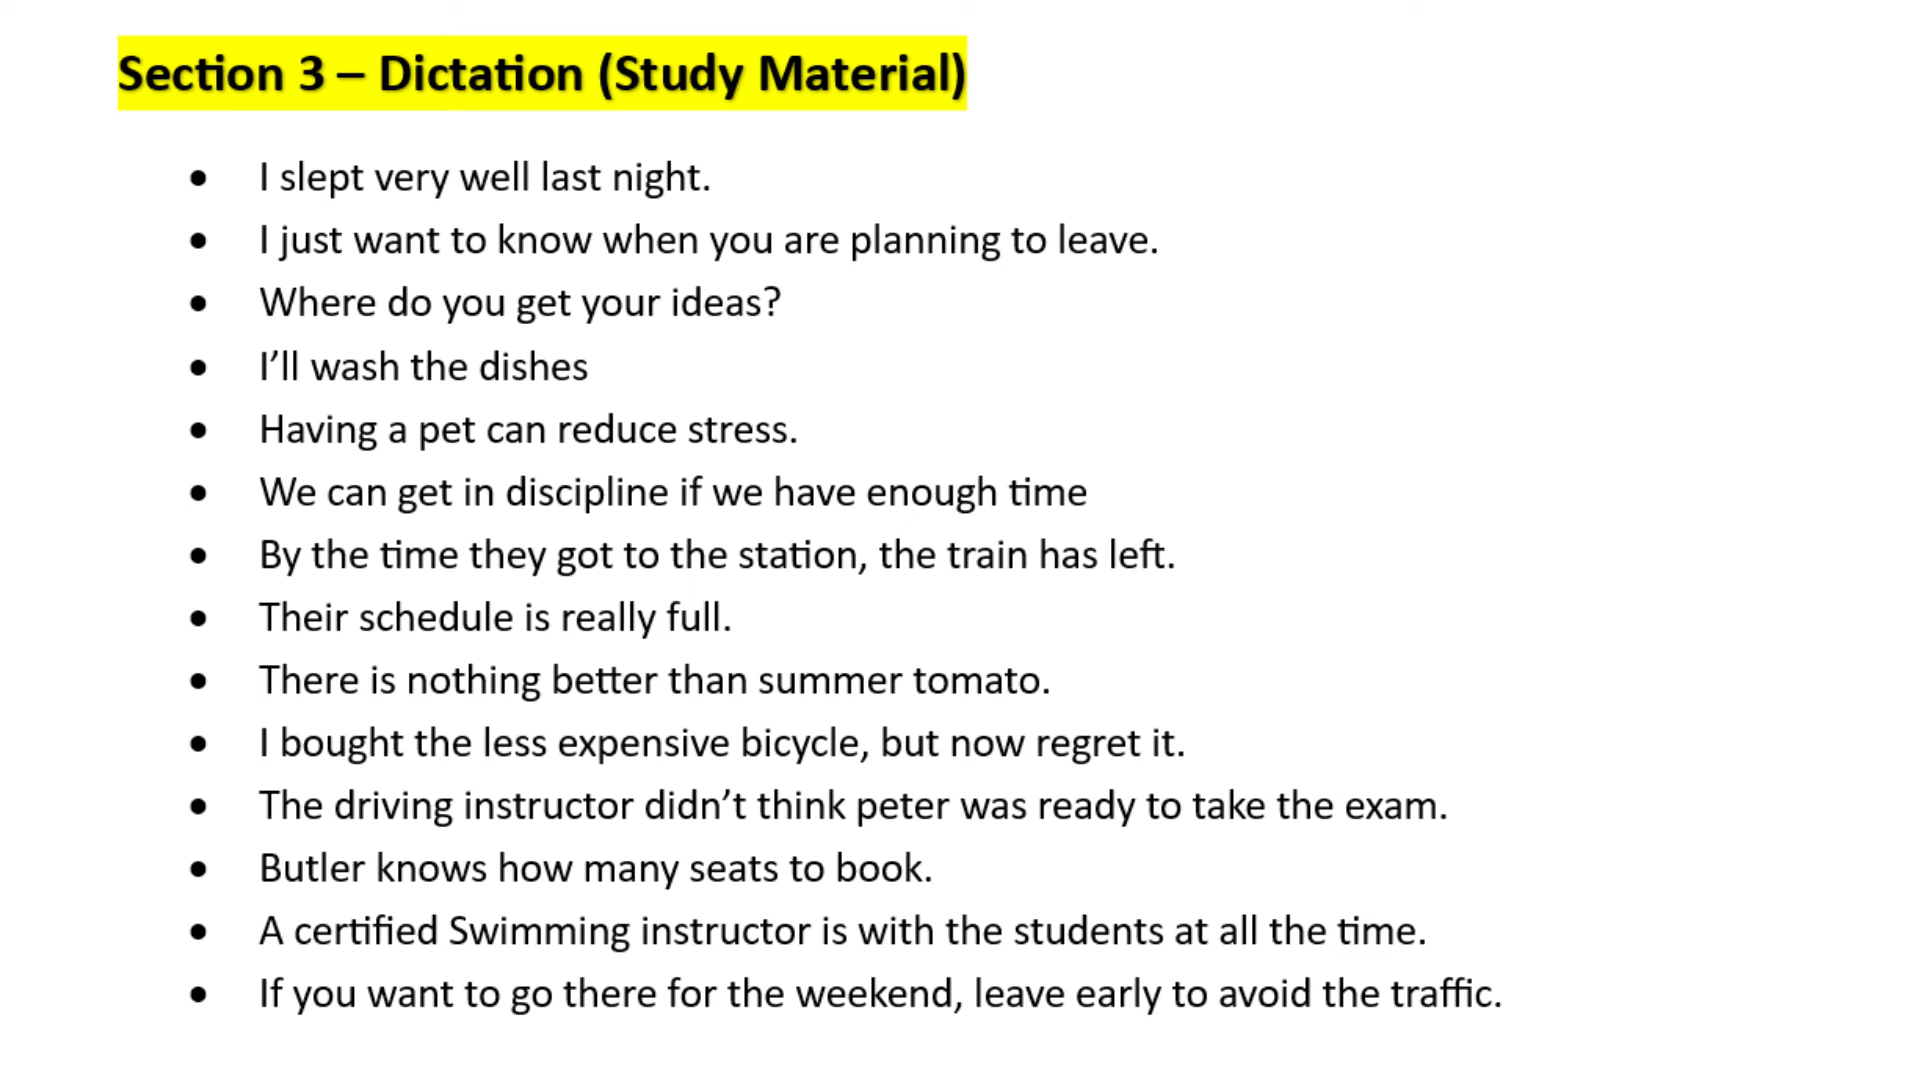 Section 3 – Dictation (Study Material)
• I slept very well last night.
• I just want to know when you are planning to leave.
• Where do you get your ideas?
• I’ll wash the dishes
• Having a pet can reduce stress.
• We can get in discipline if we have enough time
• By the time they got to the station, the train has left.
• Their schedule is really full.
• There is nothing better than summer tomato.
• I bought the less expensive bicycle, but now regret it.
• The driving instructor didn’t think peter was ready to take the exam.
• Butler knows how many seats to book.
• A certified Swimming instructor is with the students at all the time.
• If you want to go there for the weekend, leave early to avoid the traffic.